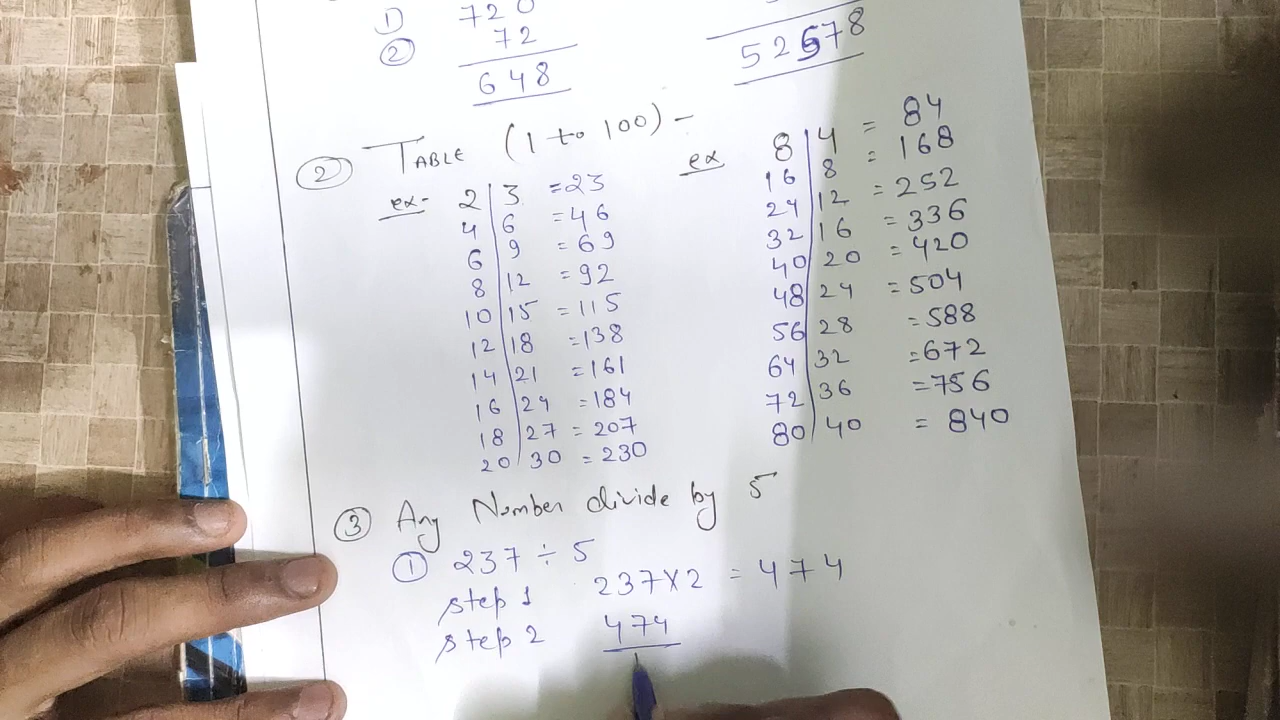 ① 720
② 72
648
52678
② TABLE (1 to 100) -
ex- 2 | 3 = 23
4 | 6 = 46
6 | 9 = 69
8 | 12 = 92
10 | 15 = 115
12 | 18 = 138
14 | 21 = 161
16 | 24 = 184
18 | 27 = 207
20 | 30 = 230
ex 8 | 4 = 84
16 | 8 = 168
24 | 12 = 252
32 | 16 = 336
40 | 20 = 420
48 | 24 = 504
56 | 28 = 588
64 | 32 = 672
72 | 36 = 756
80 | 40 = 840
③ Any Number divide by 5
① 237 ÷ 5
step 1 237 X 2 = 474
step 2 474